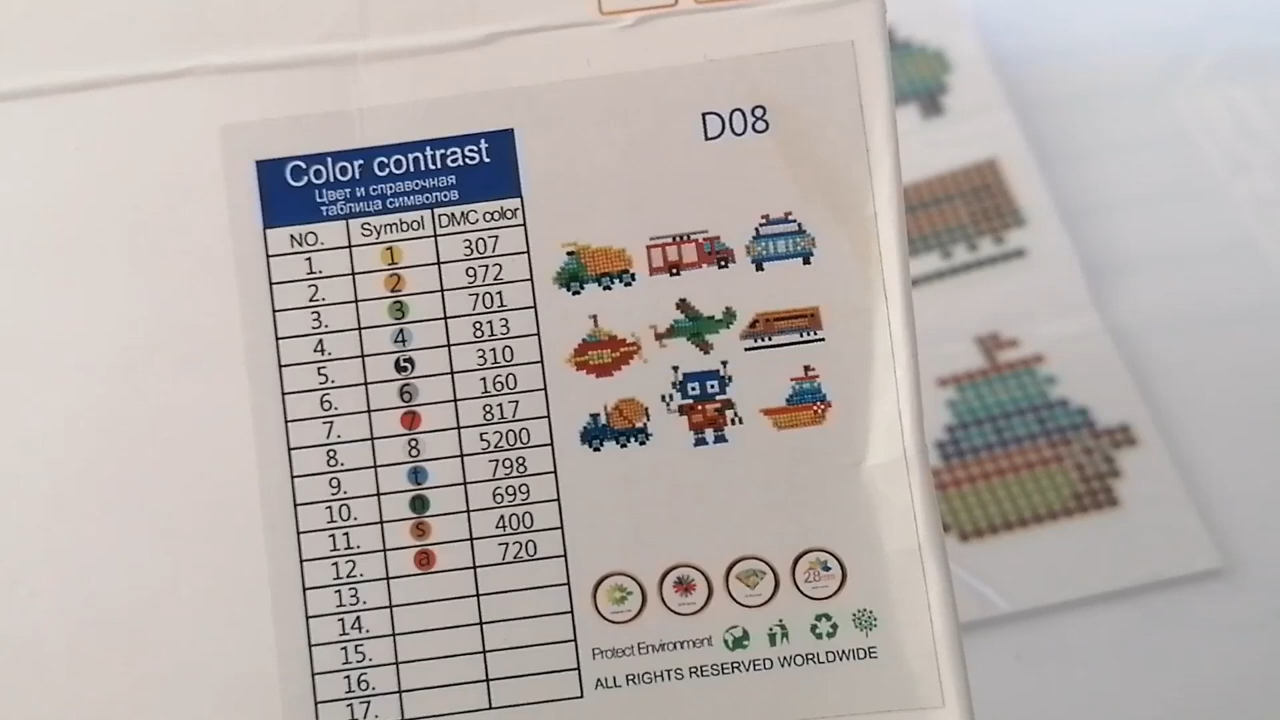 D08
Color contrast
Цвет и справочная
таблица символов
NO. Symbol DMC color
1. 1 307
2. 2 972
3. 3 701
4. 4 813
5. 5 310
6. 6 160
7. 7 817
8. 8 5200
9. t 798
10. n 699
11. s 400
12. a 720
13.
14.
15.
16.
17.
28mm
Protect Environment
ALL RIGHTS RESERVED WORLDWIDE